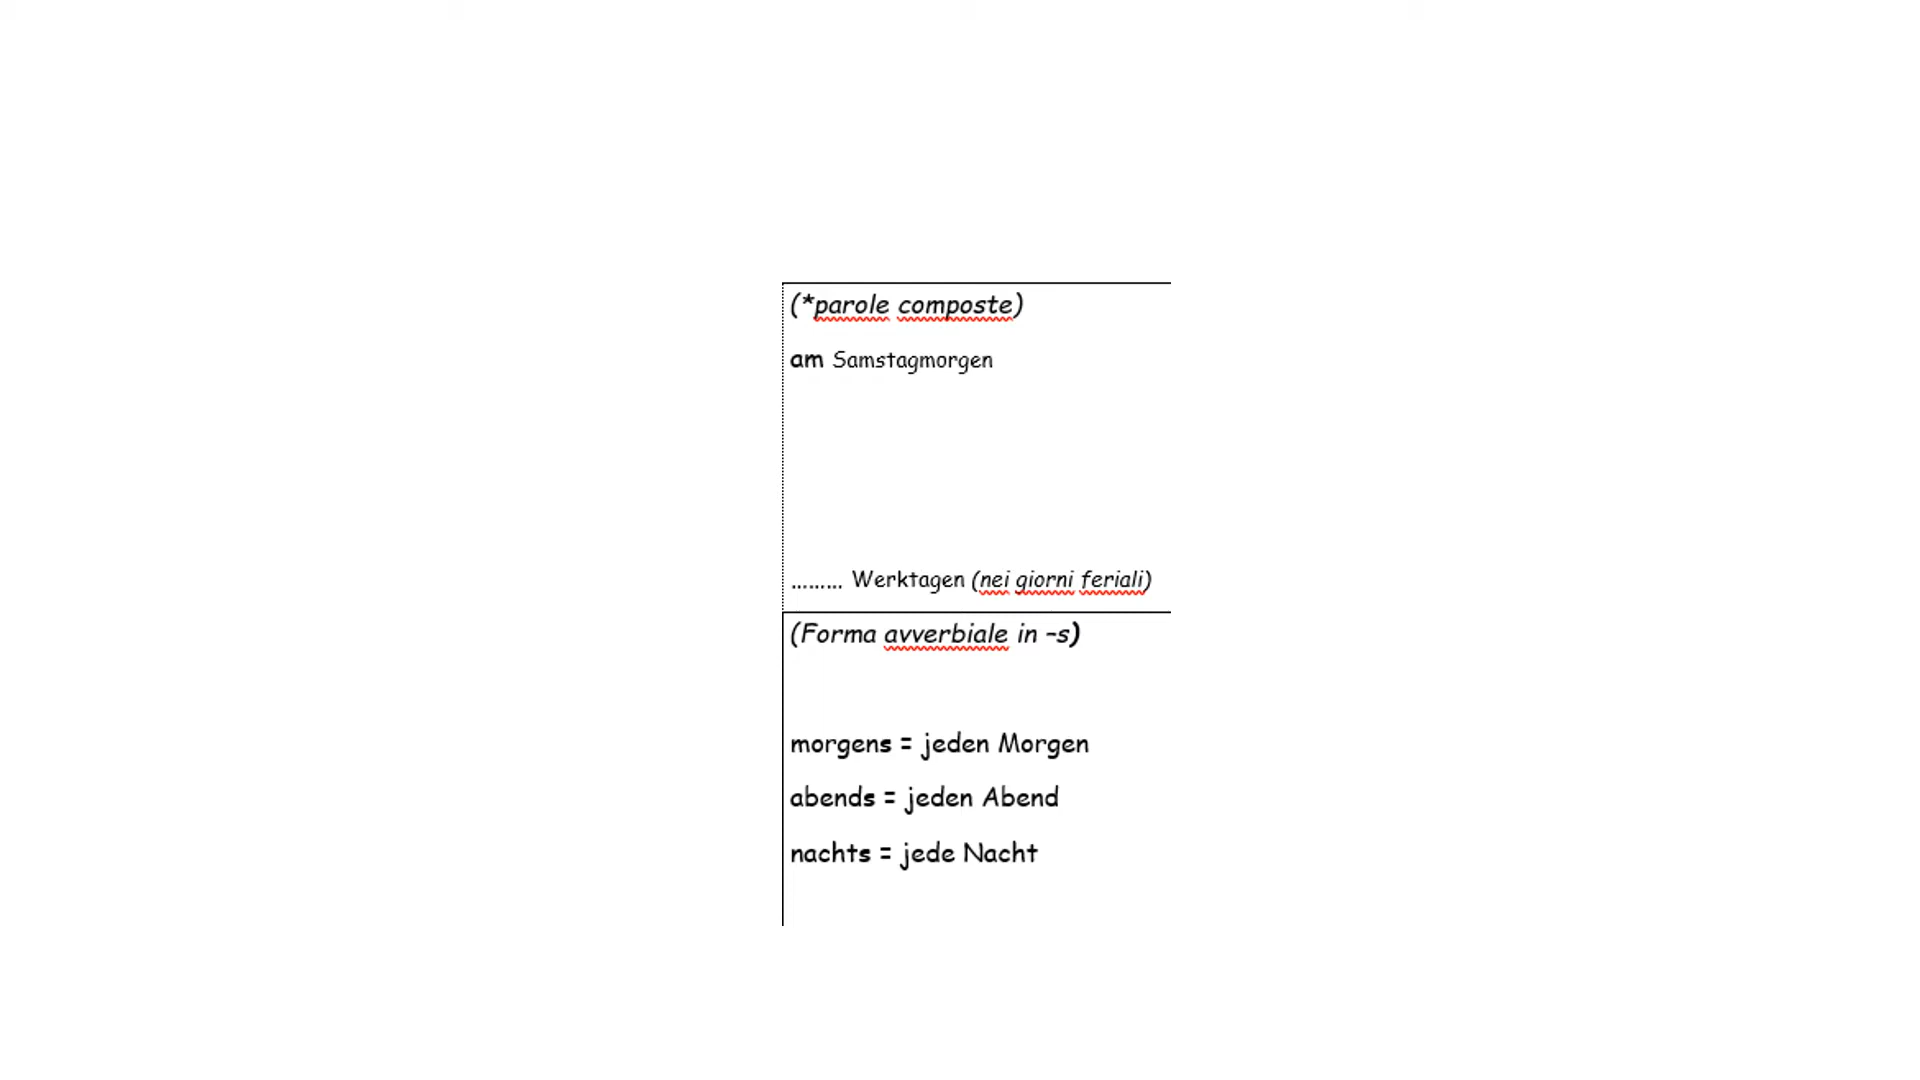 (*parole composte)
am Samstagmorgen
......... Werktagen (nei giorni feriali)
(Forma avverbiale in –s)
morgens = jeden Morgen
abends = jeden Abend
nachts = jede Nacht